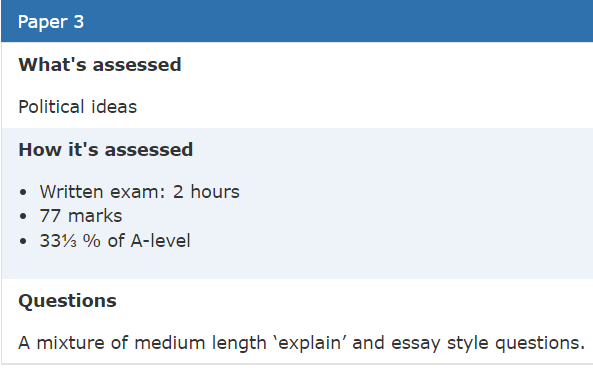 Paper 3
What's assessed
Political ideas
How it's assessed
• Written exam: 2 hours
• 77 marks
• 33⅓ % of A-level
Questions
A mixture of medium length ‘explain’ and essay style questions.